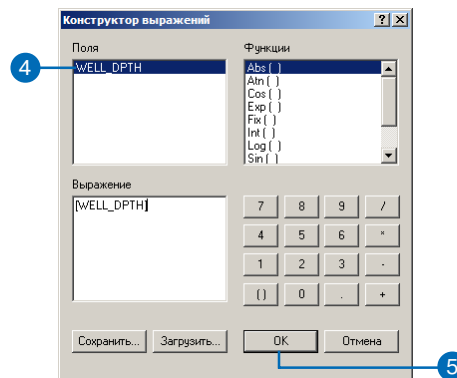 Конструктор выражений ? ×
Поля
Функции
4
WELL_DPTH
Abs ( )
Atn ( )
Cos ( )
Exp ( )
Fix ( )
Int ( )
Log ( )
Sin ( )
Выражение
[WELL_DPTH]
7 8 9 /
4 5 6 *
1 2 3 -
() 0 . +
Сохранить... Загрузить... OK Отмена
5